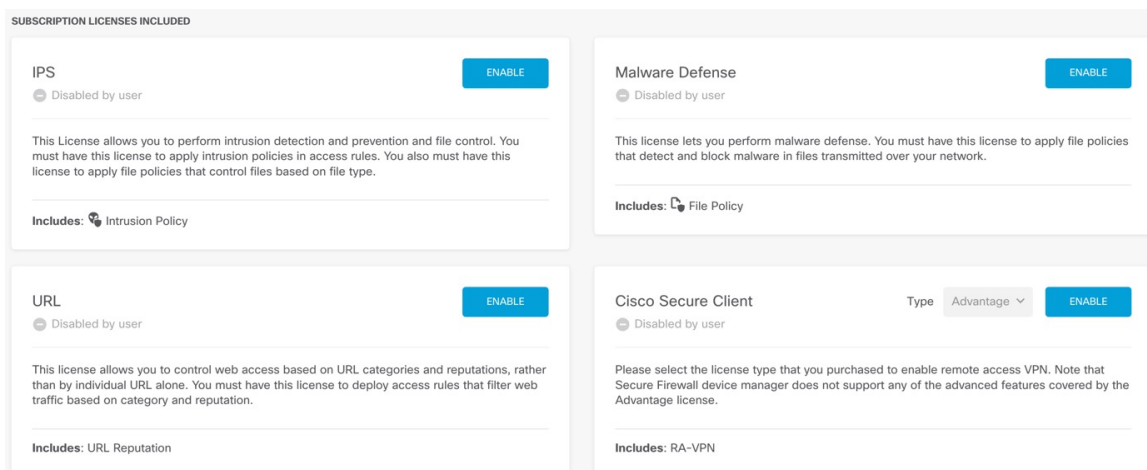 SUBSCRIPTION LICENSES INCLUDED
IPS
ENABLE
Disabled by user
This License allows you to perform intrusion detection and prevention and file control. You
must have this license to apply intrusion policies in access rules. You also must have this
license to apply file policies that control files based on file type.
Includes: Intrusion Policy
Malware Defense
ENABLE
Disabled by user
This license lets you perform malware defense. You must have this license to apply file policies
that detect and block malware in files transmitted over your network.
Includes: File Policy
URL
ENABLE
Disabled by user
This license allows you to control web access based on URL categories and reputations, rather
than by individual URL alone. You must have this license to deploy access rules that filter web
traffic based on category and reputation.
Includes: URL Reputation
Cisco Secure Client
Type Advantage
ENABLE
Disabled by user
Please select the license type that you purchased to enable remote access VPN. Note that
Secure Firewall device manager does not support any of the advanced features covered by the
Advantage license.
Includes: RA-VPN